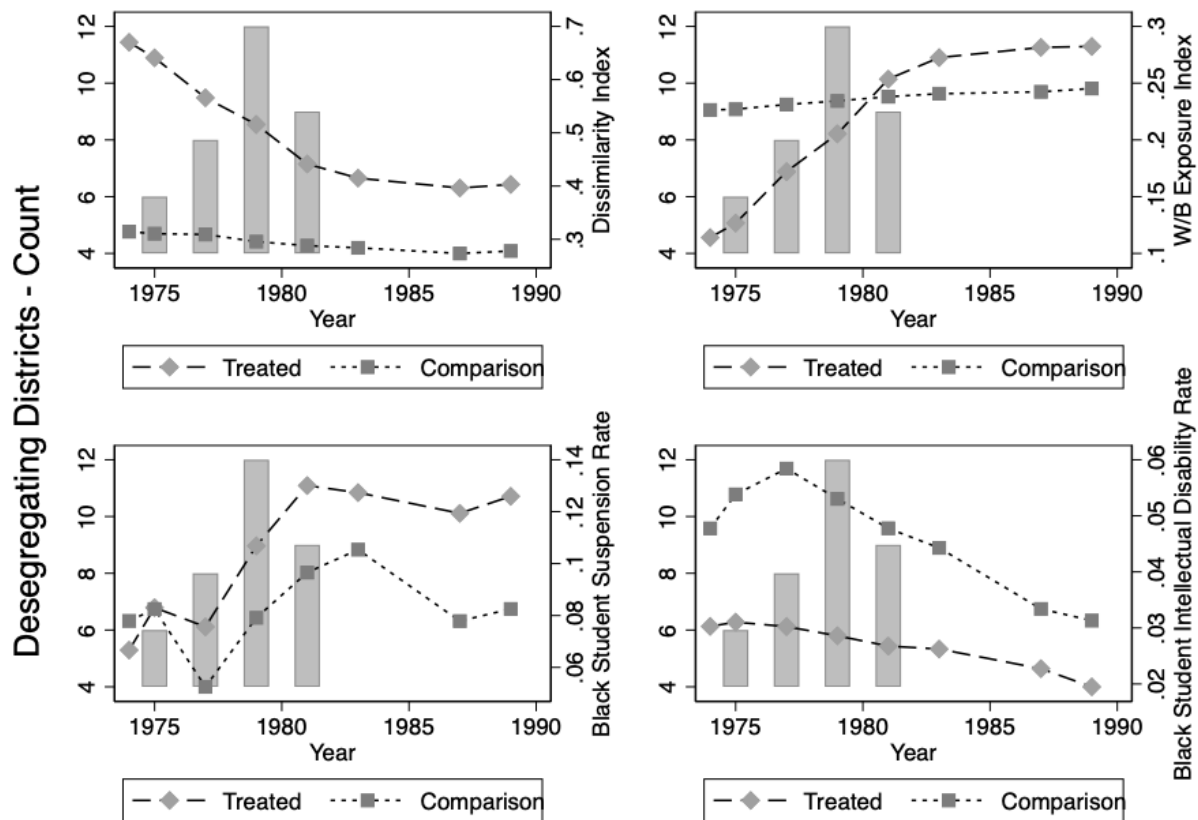 Desegregating Districts - Count
12
10
8
6
4
.7
.6
.5
.4
.3
Dissimilarity Index
1975 1980 1985 1990
Year
Treated Comparison
12
10
8
6
4
.3
.25
.2
.15
.1
W/B Exposure Index
1975 1980 1985 1990
Year
Treated Comparison
12
10
8
6
4
.14
.12
.1
.08
.06
Black Student Suspension Rate
1975 1980 1985 1990
Year
Treated Comparison
12
10
8
6
4
.06
.05
.04
.03
.02
Black Student Intellectual Disability Rate
1975 1980 1985 1990
Year
Treated Comparison